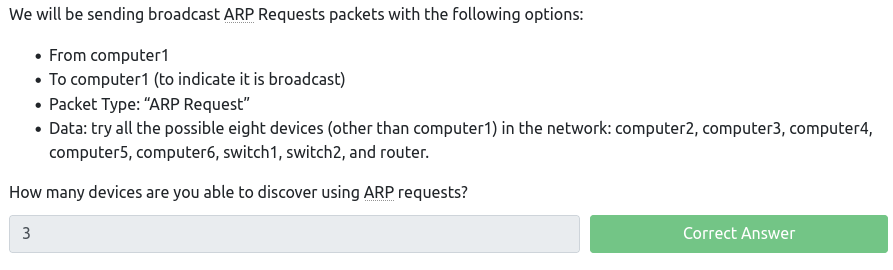 We will be sending broadcast ARP Requests packets with the following options:
• From computer1
• To computer1 (to indicate it is broadcast)
• Packet Type: “ARP Request”
• Data: try all the possible eight devices (other than computer1) in the network: computer2, computer3, computer4,
computer5, computer6, switch1, switch2, and router.
How many devices are you able to discover using ARP requests?
3
Correct Answer